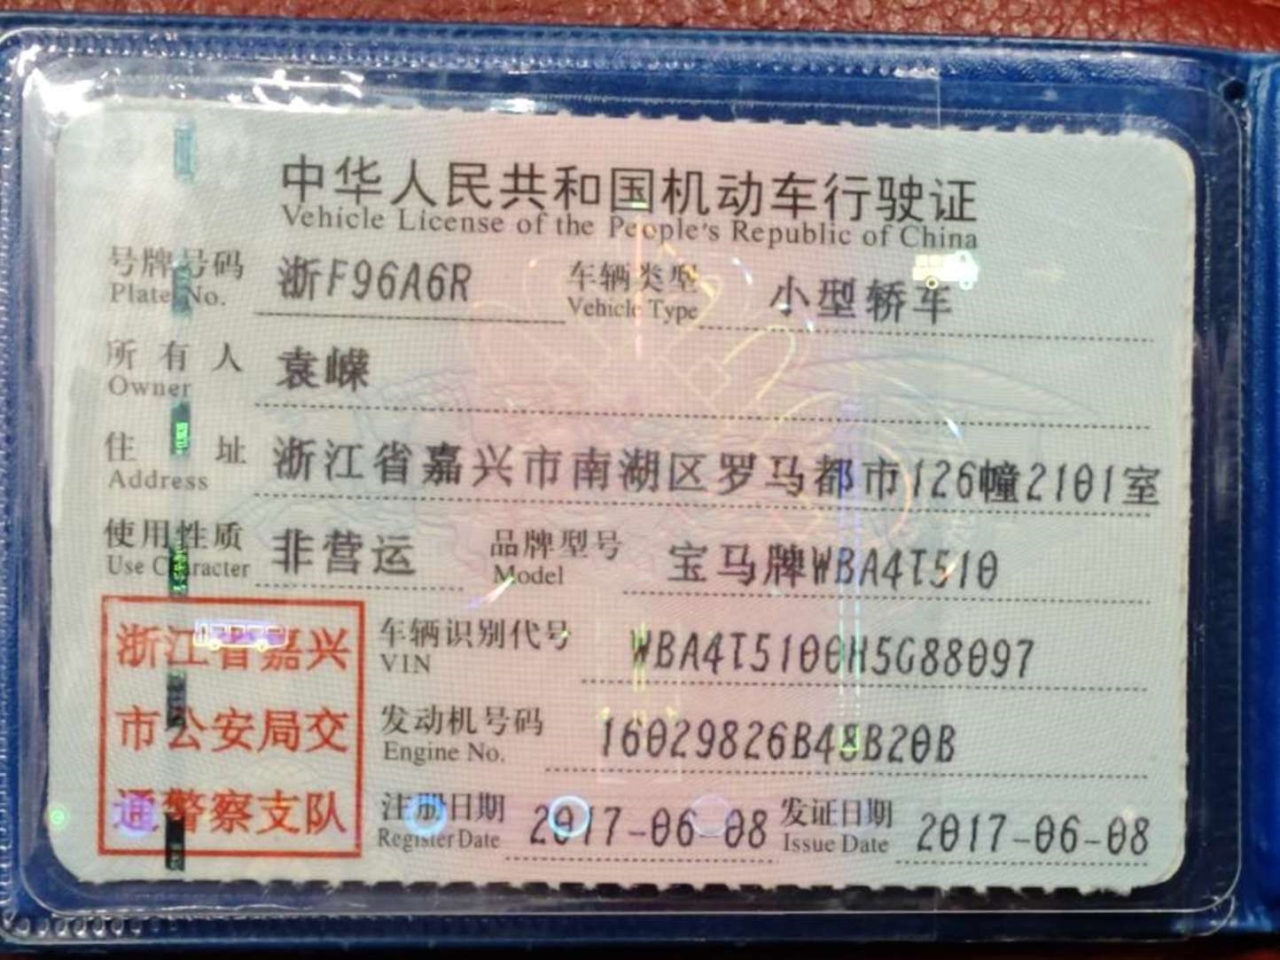 中华人民共和国机动车行驶证
Vehicle License of the People's Republic of China
号牌号码 浙F96A6R 车辆类型 小型轿车
Plate No. Vehicle Type
所有人 袁嵘
Owner
住址 浙江省嘉兴市南湖区罗马都市126幢2101室
Address
使用性质 非营运 品牌型号 宝马牌WBA4T510
Use Character Model
浙江省嘉兴
市公安局交
通警察支队
车辆识别代号 WBA4T5100H5G88097
VIN
发动机号码 16029826B48B20B
Engine No.
注册日期 2017-06-08 发证日期 2017-06-08
Register Date Issue Date